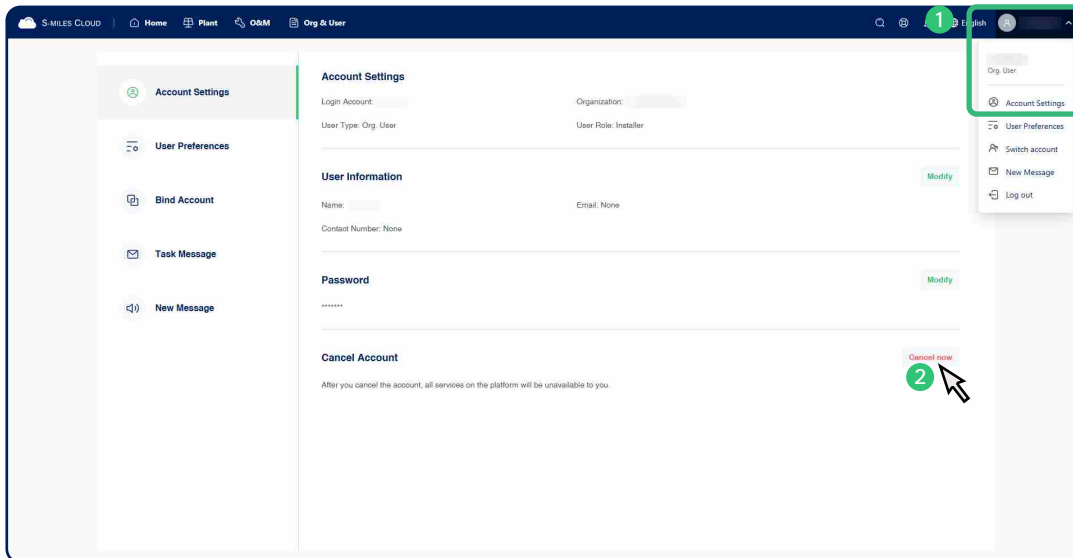 S-MILES CLOUD Home Plant O&M Org & User 1 English
Org. User
Account Settings
User Preferences
Switch account
New Message
Log out
Account Settings
User Preferences
Bind Account
Task Message
New Message
Account Settings
Login Account: Organization:
User Type: Org. User User Role: Installer
User Information Modify
Name: Email: None
Contact Number: None
Password Modify
*******
Cancel Account Cancel now
2
After you cancel the account, all services on the platform will be unavailable to you.